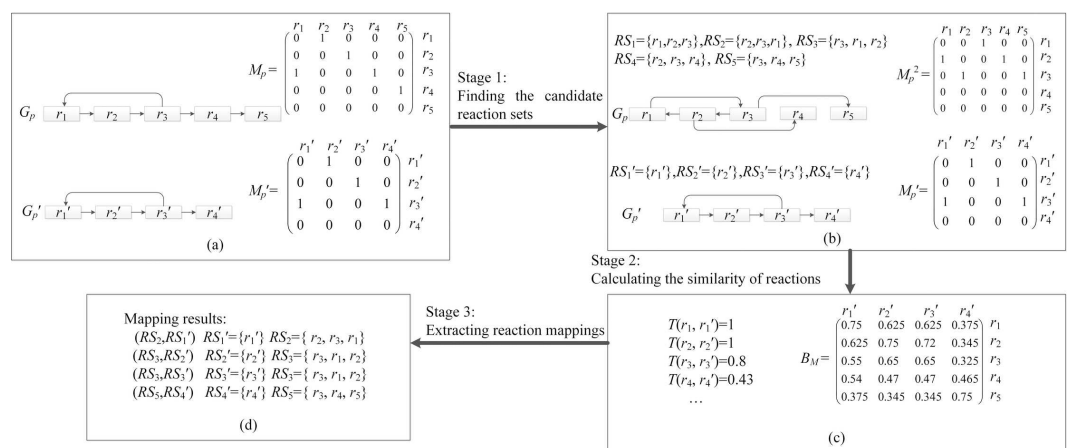 r1 r2 r3 r4 r5
Mp=
0 1 0 0 0 r1
0 0 1 0 0 r2
1 0 0 1 0 r3
0 0 0 0 1 r4
0 0 0 0 0 r5
Gp r1 r2 r3 r4 r5
r1′ r2′ r3′ r4′
Mp′=
0 1 0 0 r1′
0 0 1 0 r2′
1 0 0 1 r3′
0 0 0 0 r4′
Gp′ r1′ r2′ r3′ r4′
(a)
Stage 1:
Finding the candidate
reaction sets
RS1={r1,r2,r3},RS2={r2,r3,r1}, RS3={r3, r1, r2}
RS4={r2, r3, r4}, RS5={r3, r4, r5}
r1 r2 r3 r4 r5
Mp²=
0 0 1 0 0 r1
1 0 0 1 0 r2
0 1 0 0 1 r3
0 0 0 0 0 r4
0 0 0 0 0 r5
Gp r1 r2 r3 r4 r5
RS1′={r1′},RS2′={r2′},RS3′={r3′},RS4′={r4′}
r1′ r2′ r3′ r4′
Mp′=
0 1 0 0 r1′
0 0 1 0 r2′
1 0 0 1 r3′
0 0 0 0 r4′
Gp′ r1′ r2′ r3′ r4′
(b)
Stage 2:
Calculating the similarity of reactions
T(r1, r1′)=1
T(r2, r2′)=1
T(r3, r3′)=0.8
T(r4, r4′)=0.43
…
r1′ r2′ r3′ r4′
BM=
0.75 0.625 0.625 0.375 r1
0.625 0.75 0.72 0.345 r2
0.55 0.65 0.65 0.325 r3
0.54 0.47 0.47 0.465 r4
0.375 0.345 0.345 0.75 r5
(c)
Stage 3:
Extracting reaction mappings
Mapping results:
(RS2,RS1′) RS1′={r1′} RS2={ r2, r3, r1}
(RS3,RS2′) RS2′={r2′} RS3={ r3, r1, r2}
(RS3,RS3′) RS3′={r3′} RS3={ r3, r1, r2}
(RS5,RS4′) RS4′={r4′} RS5={ r3, r4, r5}
(d)